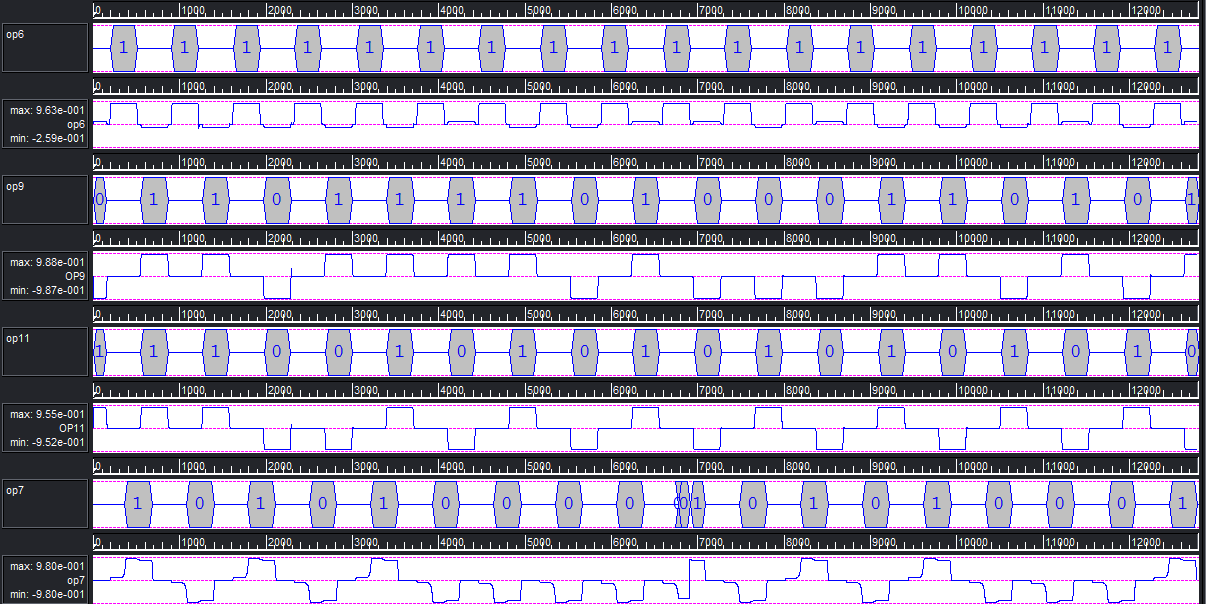 0 1000 2000 3000 4000 5000 6000 7000 8000 9000 10000 11000 12000
op6 1 1 1 1 1 1 1 1 1 1 1 1 1 1 1 1 1 1
0 1000 2000 3000 4000 5000 6000 7000 8000 9000 10000 11000 12000
max: 9.63e-001
op6
min: -2.59e-001
0 1000 2000 3000 4000 5000 6000 7000 8000 9000 10000 11000 12000
op9 0 1 1 0 1 1 1 1 0 1 0 0 0 1 1 0 1 0 1
0 1000 2000 3000 4000 5000 6000 7000 8000 9000 10000 11000 12000
max: 9.88e-001
OP9
min: -9.87e-001
0 1000 2000 3000 4000 5000 6000 7000 8000 9000 10000 11000 12000
op11 1 1 1 0 0 1 0 1 0 1 0 1 0 1 0 1 0 1 0
0 1000 2000 3000 4000 5000 6000 7000 8000 9000 10000 11000 12000
max: 9.55e-001
OP11
min: -9.52e-001
0 1000 2000 3000 4000 5000 6000 7000 8000 9000 10000 11000 12000
op7 1 0 1 0 1 0 0 0 0 0 1 0 1 0 1 0 0 0 1
0 1000 2000 3000 4000 5000 6000 7000 8000 9000 10000 11000 12000
max: 9.80e-001
op7
min: -9.80e-001